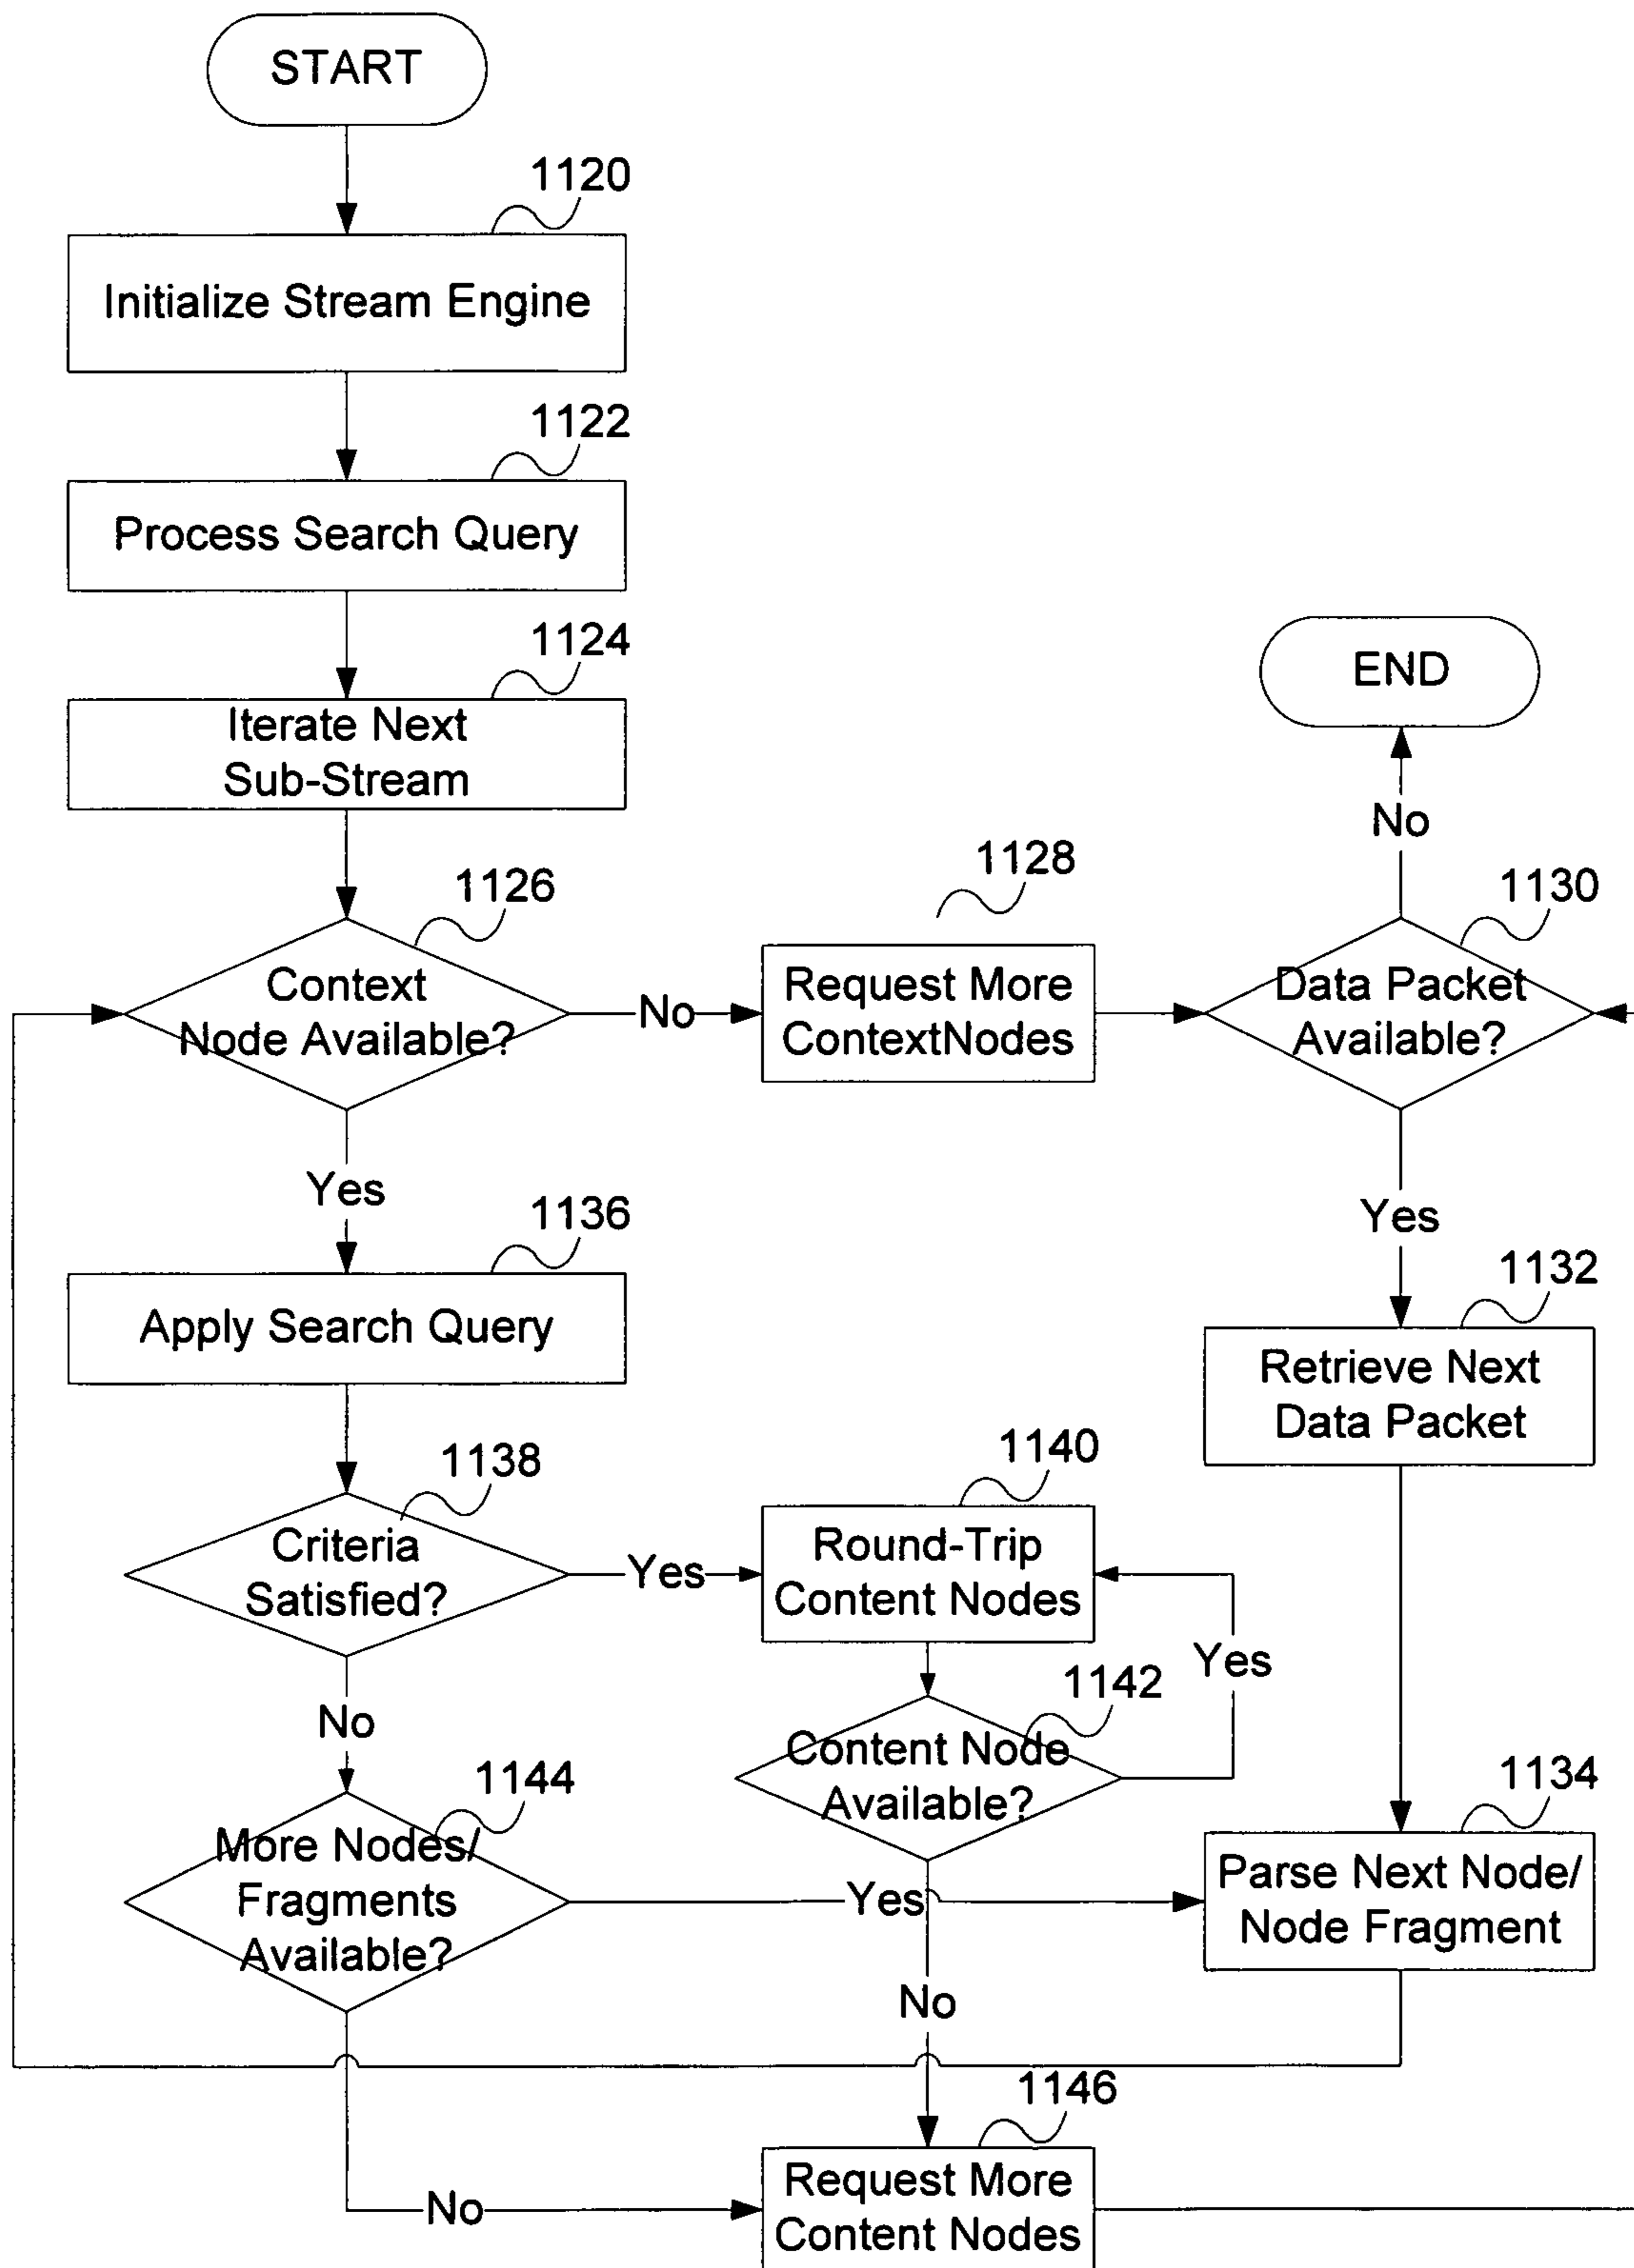 START
1120
Initialize Stream Engine
1122
Process Search Query
1124
Iterate Next
Sub-Stream
END
No
1126
Context
Node Available?
No
1128
Request More
ContextNodes
1130
Data Packet
Available?
Yes
Yes
1136
Apply Search Query
1132
Retrieve Next
Data Packet
1138
Criteria
Satisfied?
Yes
1140
Round-Trip
Content Nodes
Yes
No
1142
Content Node
Available?
1144
More Nodes/
Fragments
Available?
Yes
1134
Parse Next Node/
Node Fragment
No
1146
Request More
Content Nodes
No